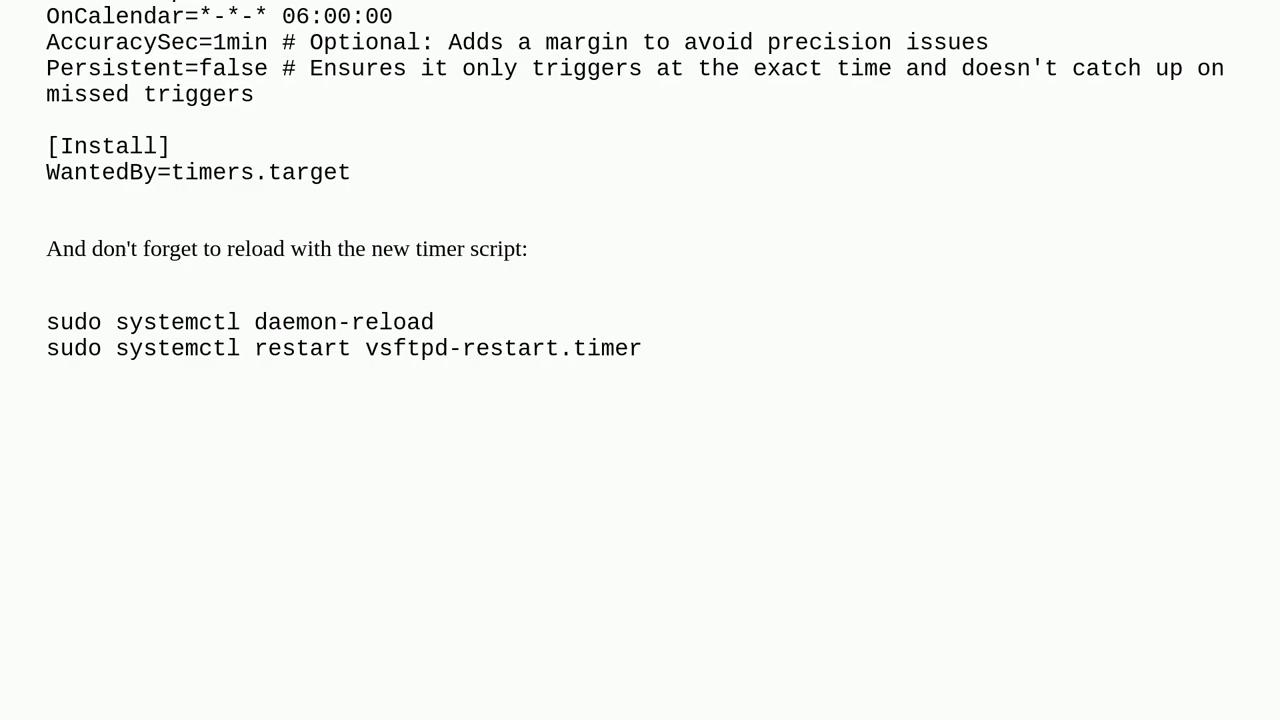 OnCalendar=*-*-* 06:00:00
AccuracySec=1min # Optional: Adds a margin to avoid precision issues
Persistent=false # Ensures it only triggers at the exact time and doesn't catch up on
missed triggers
[Install]
WantedBy=timers.target
And don't forget to reload with the new timer script:
sudo systemctl daemon-reload
sudo systemctl restart vsftpd-restart.timer